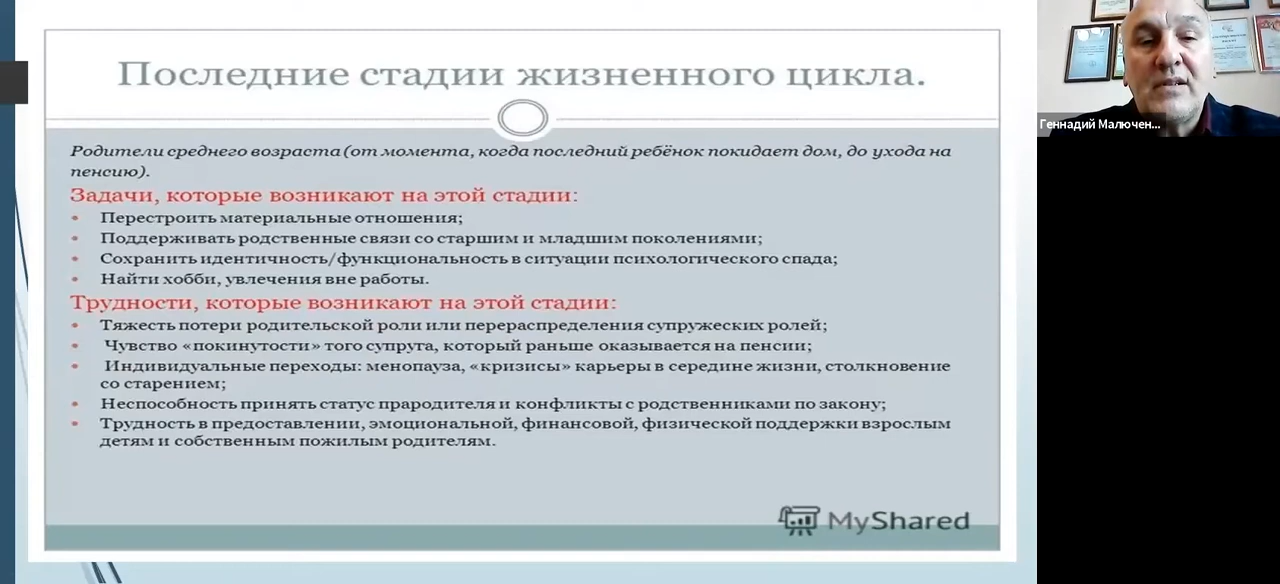 Последние стадии жизненного цикла.
Родители среднего возраста (от момента, когда последний ребёнок покидает дом, до ухода на
пенсию).
Задачи, которые возникают на этой стадии:
• Перестроить материальные отношения;
• Поддерживать родственные связи со старшим и младшим поколениями;
• Сохранить идентичность/функциональность в ситуации психологического спада;
• Найти хобби, увлечения вне работы.
Трудности, которые возникают на этой стадии:
• Тяжесть потери родительской роли или перераспределения супружеских ролей;
• Чувство «покинутости» того супруга, который раньше оказывается на пенсии;
• Индивидуальные переходы: менопауза, «кризисы» карьеры в середине жизни, столкновение
со старением;
• Неспособность принять статус прародителя и конфликты с родственниками по закону;
• Трудность в предоставлении, эмоциональной, финансовой, физической поддержки взрослым
детям и собственным пожилым родителям.
MyShared
Геннадий Малючен...